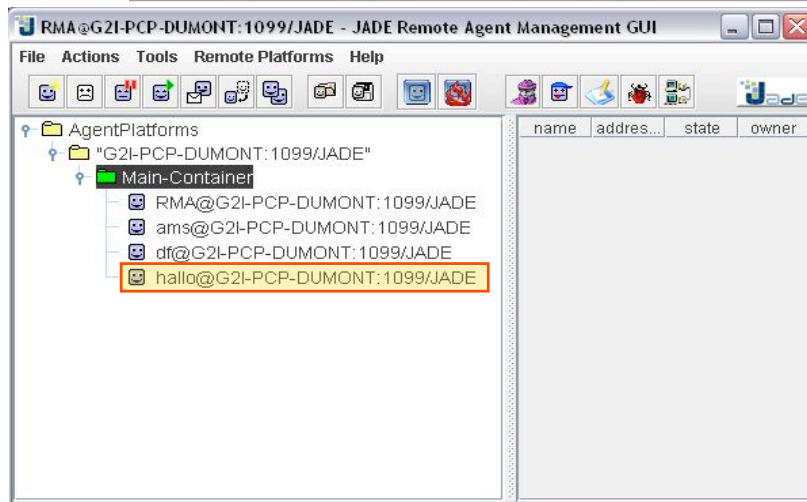 RMA@G2I-PCP-DUMONT:1099/JADE - JADE Remote Agent Management GUI
File Actions Tools Remote Platforms Help
Jade
AgentPlatforms
"G2I-PCP-DUMONT:1099/JADE"
Main-Container
RMA@G2I-PCP-DUMONT:1099/JADE
ams@G2I-PCP-DUMONT:1099/JADE
df@G2I-PCP-DUMONT:1099/JADE
hallo@G2I-PCP-DUMONT:1099/JADE
name addres... state owner